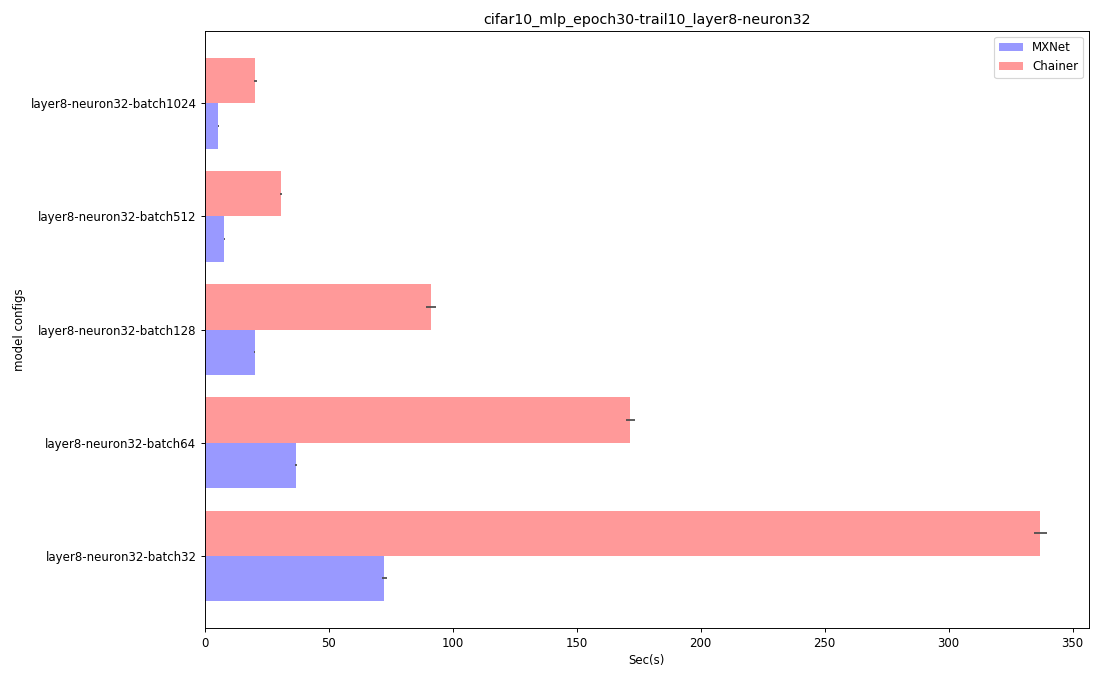 cifar10_mlp_epoch30-trail10_layer8-neuron32
MXNet
Chainer
layer8-neuron32-batch1024
layer8-neuron32-batch512
layer8-neuron32-batch128
layer8-neuron32-batch64
layer8-neuron32-batch32
model configs
0 50 100 150 200 250 300 350
Sec(s)